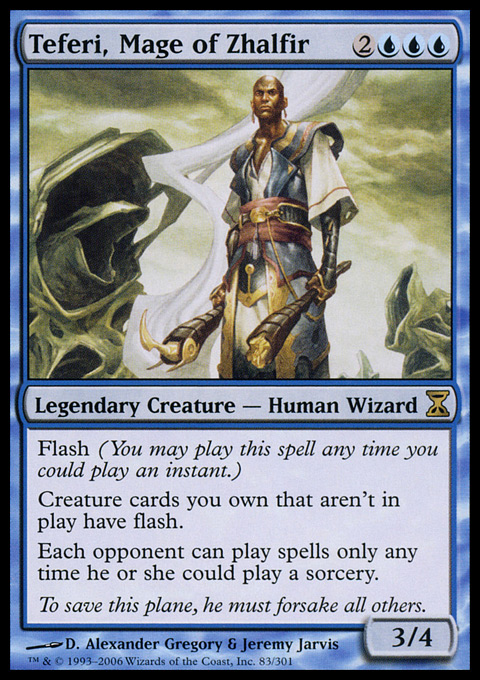 Teferi, Mage of Zhalfir 2
Legendary Creature — Human Wizard
Flash (You may play this spell any time you
could play an instant.)
Creature cards you own that aren't in
play have flash.
Each opponent can play spells only any
time he or she could play a sorcery.
To save this plane, he must forsake all others.
D. Alexander Gregory & Jeremy Jarvis
3/4
™ & © 1993–2006 Wizards of the Coast, Inc. 83/301